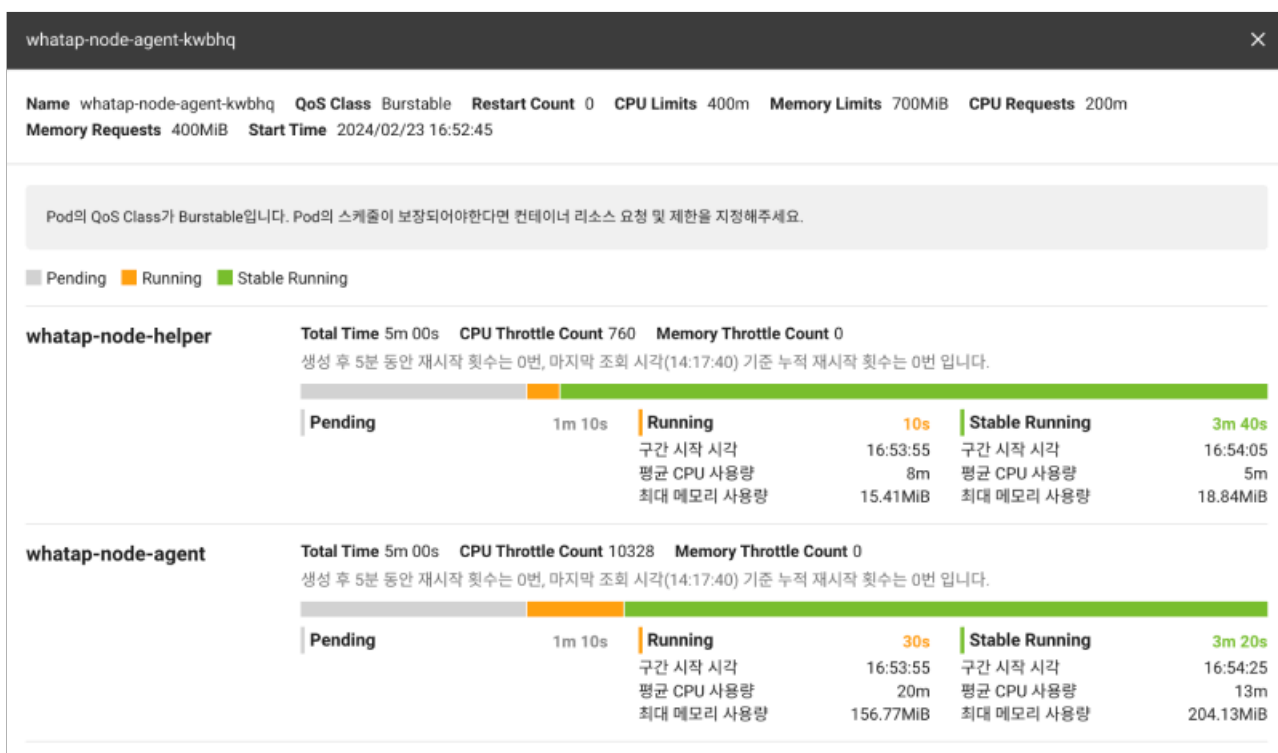 whatap-node-agent-kwbhq ×
Name whatap-node-agent-kwbhq QoS Class Burstable Restart Count 0 CPU Limits 400m Memory Limits 700MiB CPU Requests 200m
Memory Requests 400MiB Start Time 2024/02/23 16:52:45
Pod의 QoS Class가 Burstable입니다. Pod의 스케줄이 보장되어야한다면 컨테이너 리소스 요청 및 제한을 지정해주세요.
Pending Running Stable Running
whatap-node-helper Total Time 5m 00s CPU Throttle Count 760 Memory Throttle Count 0
생성 후 5분 동안 재시작 횟수는 0번, 마지막 조회 시각(14:17:40) 기준 누적 재시작 횟수는 0번 입니다.
Pending 1m 10s Running 10s Stable Running 3m 40s
구간 시작 시각 16:53:55 구간 시작 시각 16:54:05
평균 CPU 사용량 8m 평균 CPU 사용량 5m
최대 메모리 사용량 15.41MiB 최대 메모리 사용량 18.84MiB
whatap-node-agent Total Time 5m 00s CPU Throttle Count 10328 Memory Throttle Count 0
생성 후 5분 동안 재시작 횟수는 0번, 마지막 조회 시각(14:17:40) 기준 누적 재시작 횟수는 0번 입니다.
Pending 1m 10s Running 30s Stable Running 3m 20s
구간 시작 시각 16:53:55 구간 시작 시각 16:54:25
평균 CPU 사용량 20m 평균 CPU 사용량 13m
최대 메모리 사용량 156.77MiB 최대 메모리 사용량 204.13MiB